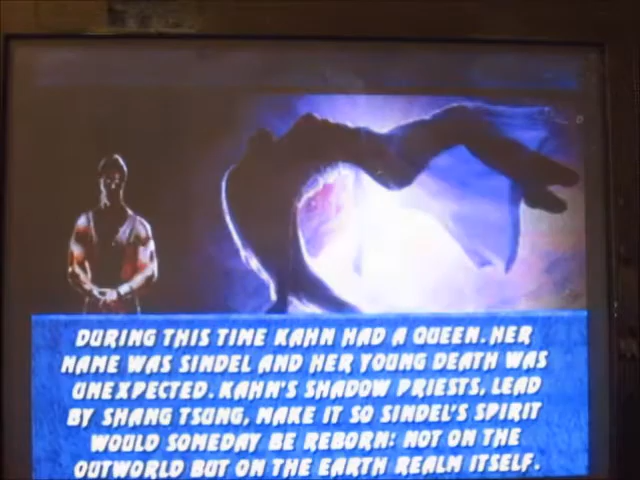 DURING THIS TIME KAHN HAD A QUEEN. HER
NAME WAS SINDEL AND HER YOUNG DEATH WAS
UNEXPECTED. KAHN'S SHADOW PRIESTS, LEAD
BY SHANG TSUNG, MAKE IT SO SINDEL'S SPIRIT
WOULD SOMEDAY BE REBORN: NOT ON THE
OUTWORLD BUT ON THE EARTH REALM ITSELF.